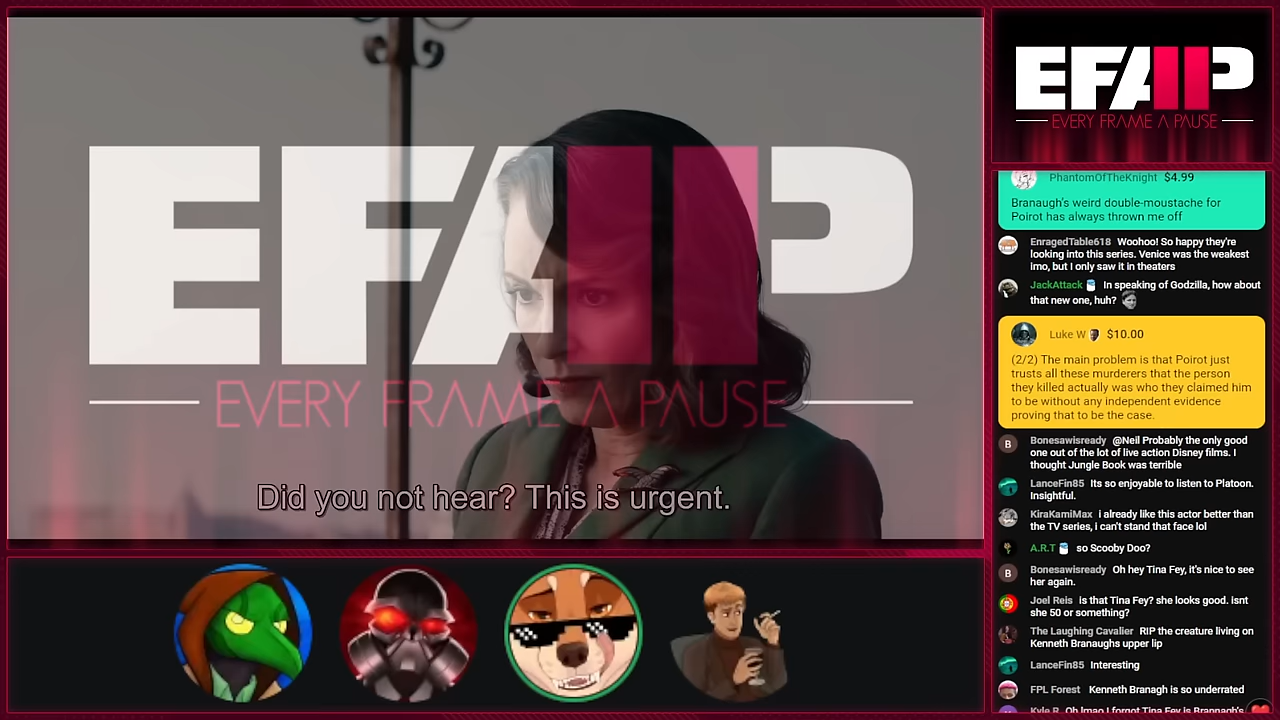 EFAP
EVERY FRAME A PAUSE
Did you not hear? This is urgent.
EFAP
EVERY FRAME A PAUSE
PhantomOfTheKnight $4.99
Branaugh's weird double-moustache for
Poirot has always thrown me off
EnragedTable618 Woohoo! So happy they're
looking into this series. Venice was the weakest
imo, but I only saw it in theaters
JackAttack In speaking of Godzilla, how about
that new one, huh?
Luke W $10.00
(2/2) The main problem is that Poirot just
trusts all these murderers that the person
they killed actually was who they claimed him
to be without any independent evidence
proving that to be the case.
B
Bonesawisready @Neil Probably the only good
one out of the lot of live action Disney films. I
thought Jungle Book was terrible
LanceFin85 Its so enjoyable to listen to Platoon.
Insightful.
KiraKamiMax i already like this actor better than
the TV series, i can't stand that face lol
A.R.T so Scooby Doo?
B
Bonesawisready Oh hey Tina Fey, it's nice to see
her again.
Joel Reis is that Tina Fey? she looks good. isnt
she 50 or something?
The Laughing Cavalier RIP the creature living on
Kenneth Branaughs upper lip
LanceFin85 Interesting
FPL Forest Kenneth Branagh is so underrated
Kyle R Oh lmao I forgot Tina Fey is Brannagh's